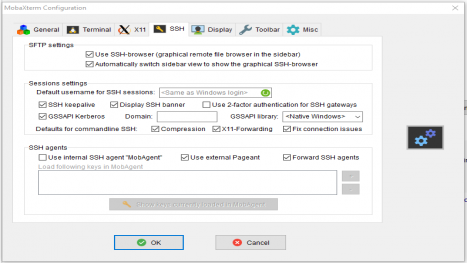 MobaXterm Configuration
General Terminal X11 SSH Display Toolbar Misc
SFTP settings
Use SSH-browser (graphical remote file browser in the sidebar)
Automatically switch sidebar view to show the graphical SSH-browser
Sessions settings
Default username for SSH sessions: <Same as Windows login>
SSH keepalive Display SSH banner Use 2-factor authentication for SSH gateways
GSSAPI Kerberos Domain: GSSAPI library: <Native Windows>
Defaults for commandline SSH: Compression X11-Forwarding Fix connection issues
SSH agents
Use internal SSH agent "MobAgent" Use external Pageant Forward SSH agents
Load following keys in MobAgent
Show keys currently loaded in MobAgent
OK Cancel